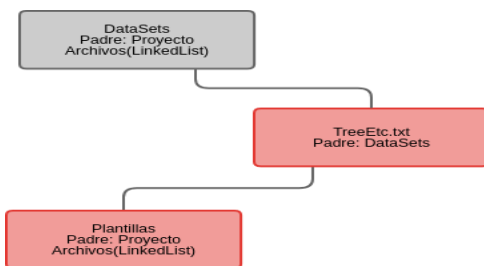 DataSets
Padre: Proyecto
Archivos(LinkedList)
TreeEtc.txt
Padre: DataSets
Plantillas
Padre: Proyecto
Archivos(LinkedList)